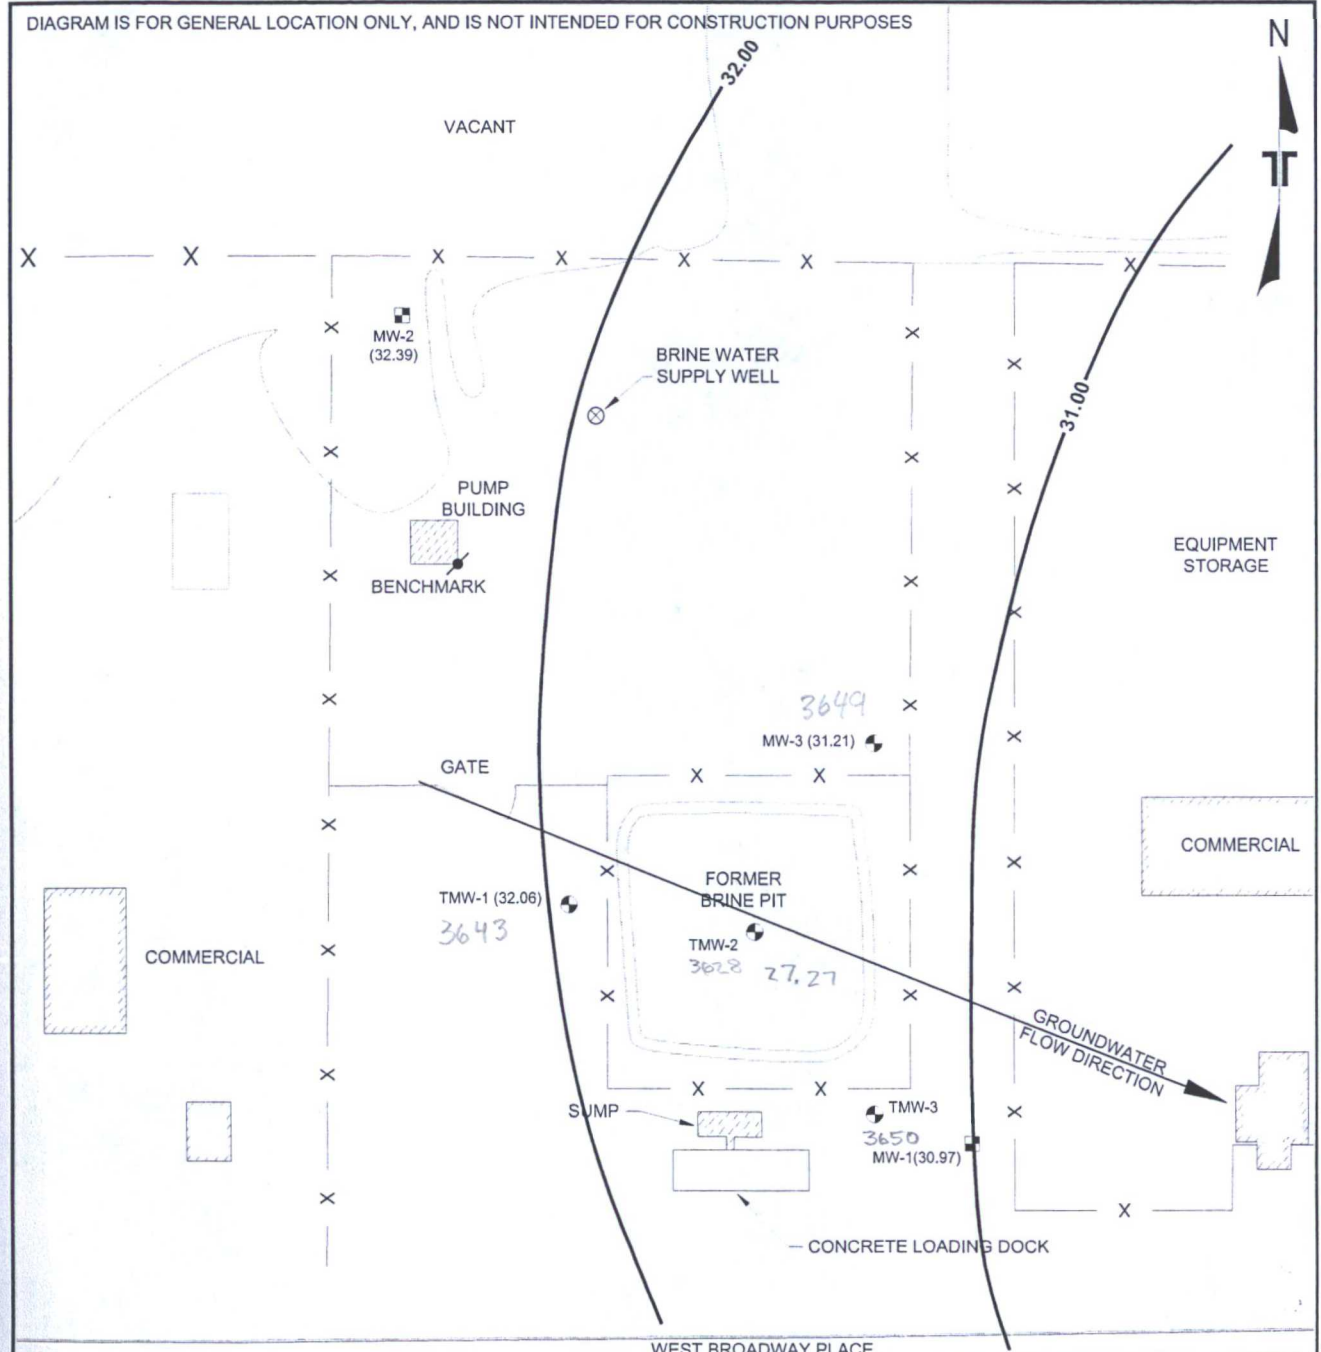 DIAGRAM IS FOR GENERAL LOCATION ONLY, AND IS NOT INTENDED FOR CONSTRUCTION PURPOSES
N
32.00
VACANT
X X X X X X
MW-2
(32.39)
BRINE WATER
SUPPLY WELL
31.00
PUMP
BUILDING
BENCHMARK
EQUIPMENT
STORAGE
3649
MW-3 (31.21)
GATE
COMMERCIAL
FORMER
BRINE PIT
TMW-1 (32.06)
3643
TMW-2
3628 27.27
COMMERCIAL
GROUNDWATER
FLOW DIRECTION
SUMP
TMW-3
3650
MW-1(30.97)
CONCRETE LOADING DOCK
WEST BROADWAY PLACE